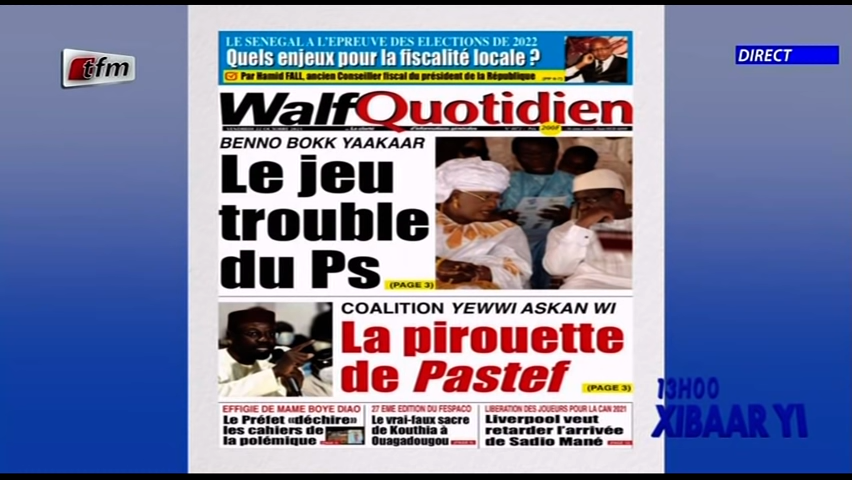 tfm
DIRECT
LE SENEGAL A L'EPREUVE DES ELECTIONS DE 2022
Quels enjeux pour la fiscalité locale ?
Par Hamid FALL, ancien Conseiller fiscal du président de la République
WalfQuotidien
VENDREDI 22 OCTOBRE 2021
BENNO BOKK YAAKAAR
Le jeu
trouble
du Ps
(PAGE 3)
COALITION YEWWI ASKAN WI
La pirouette
de Pastef
(PAGE 3)
EFFIGIE DE MAME BOYE DIAO
Le Préfet «déchire»
les cahiers de
la polémique
27 EME EDITION DU FESPACO
Le vrai-faux sacre
de Kouthia à
Ouagadougou
LIBERATION DES JOUEURS POUR LA CAN 2021
Liverpool veut
retarder l'arrivée
de Sadio Mané
13H00
XIBAAR YI